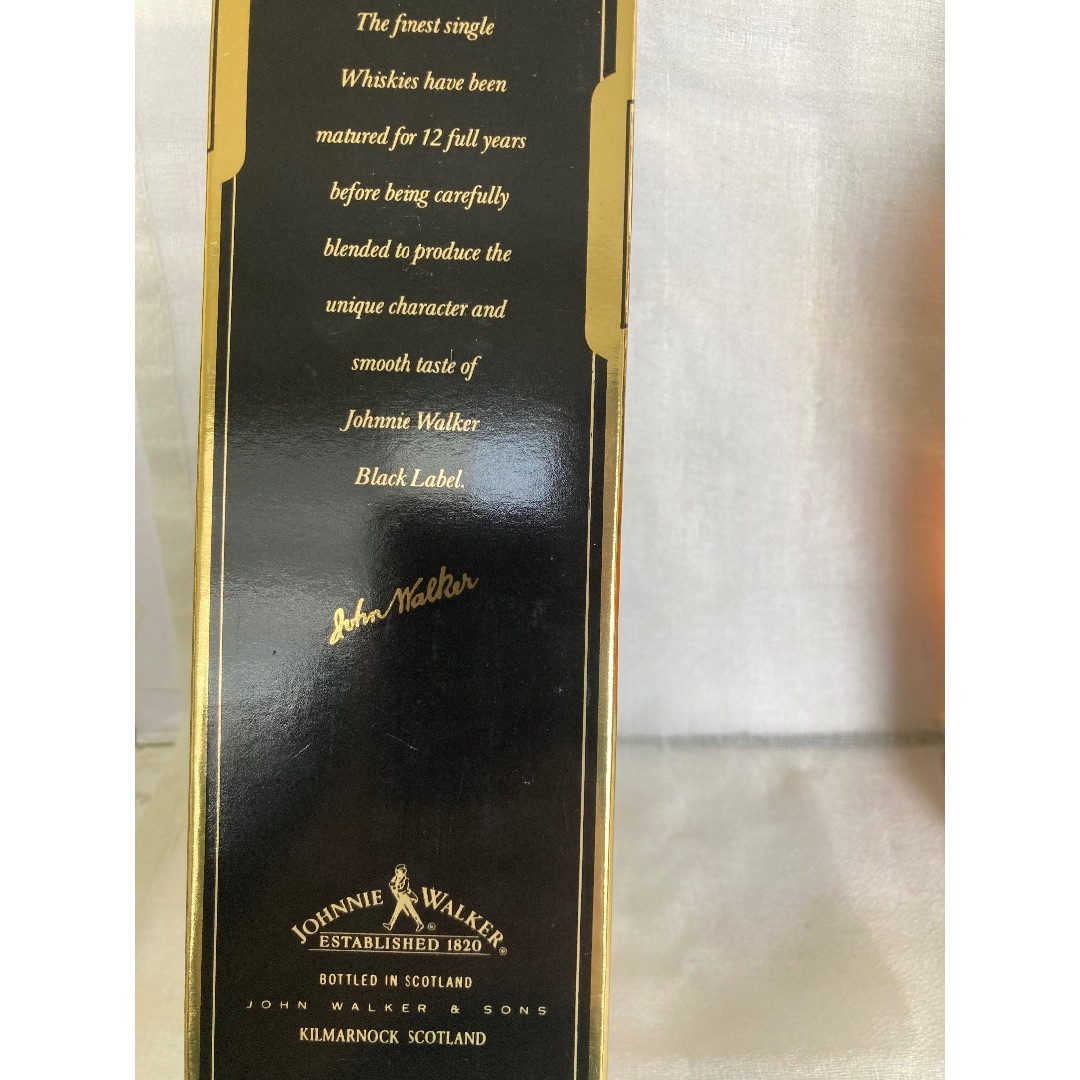 The finest single
Whiskies have been
matured for 12 full years
before being carefully
blended to produce the
unique character and
smooth taste of
Johnnie Walker
Black Label.
John Walker
JOHNNIE WALKER®
ESTABLISHED 1820
BOTTLED IN SCOTLAND
JOHN WALKER & SONS
KILMARNOCK SCOTLAND